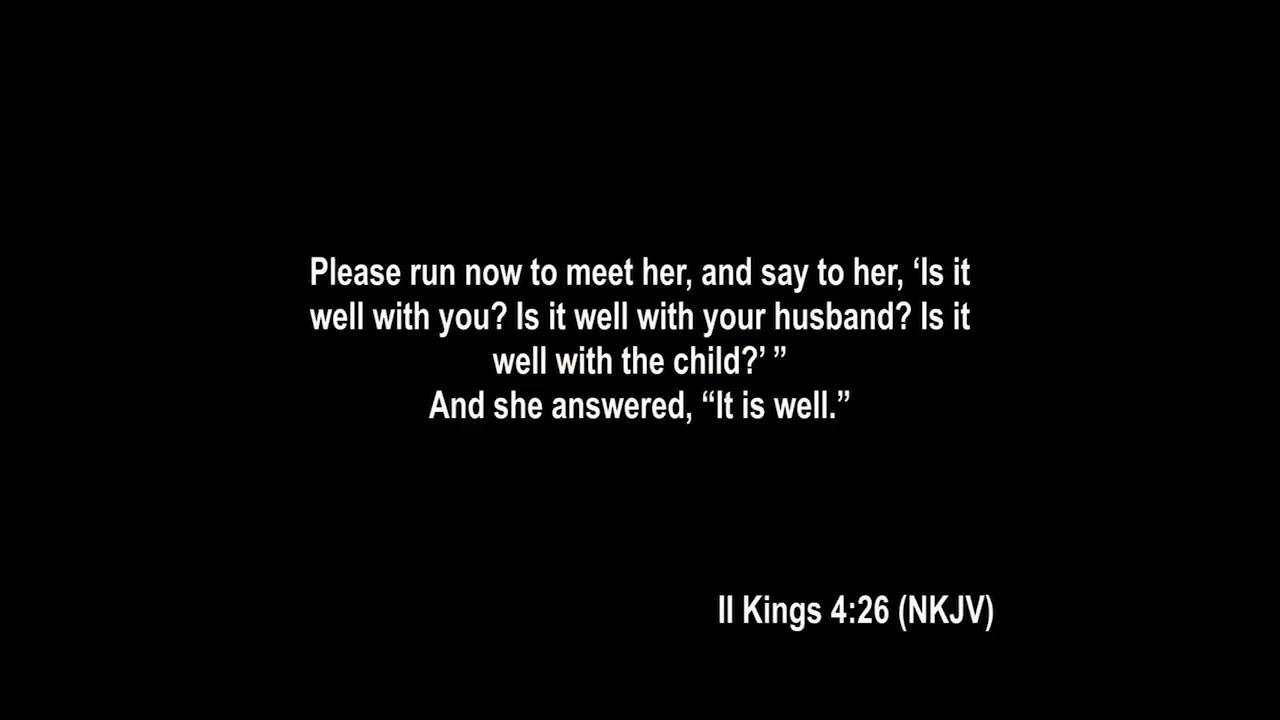 Please run now to meet her, and say to her, ‘Is it
well with you? Is it well with your husband? Is it
well with the child?’ ”
And she answered, “It is well.”
II Kings 4:26 (NKJV)